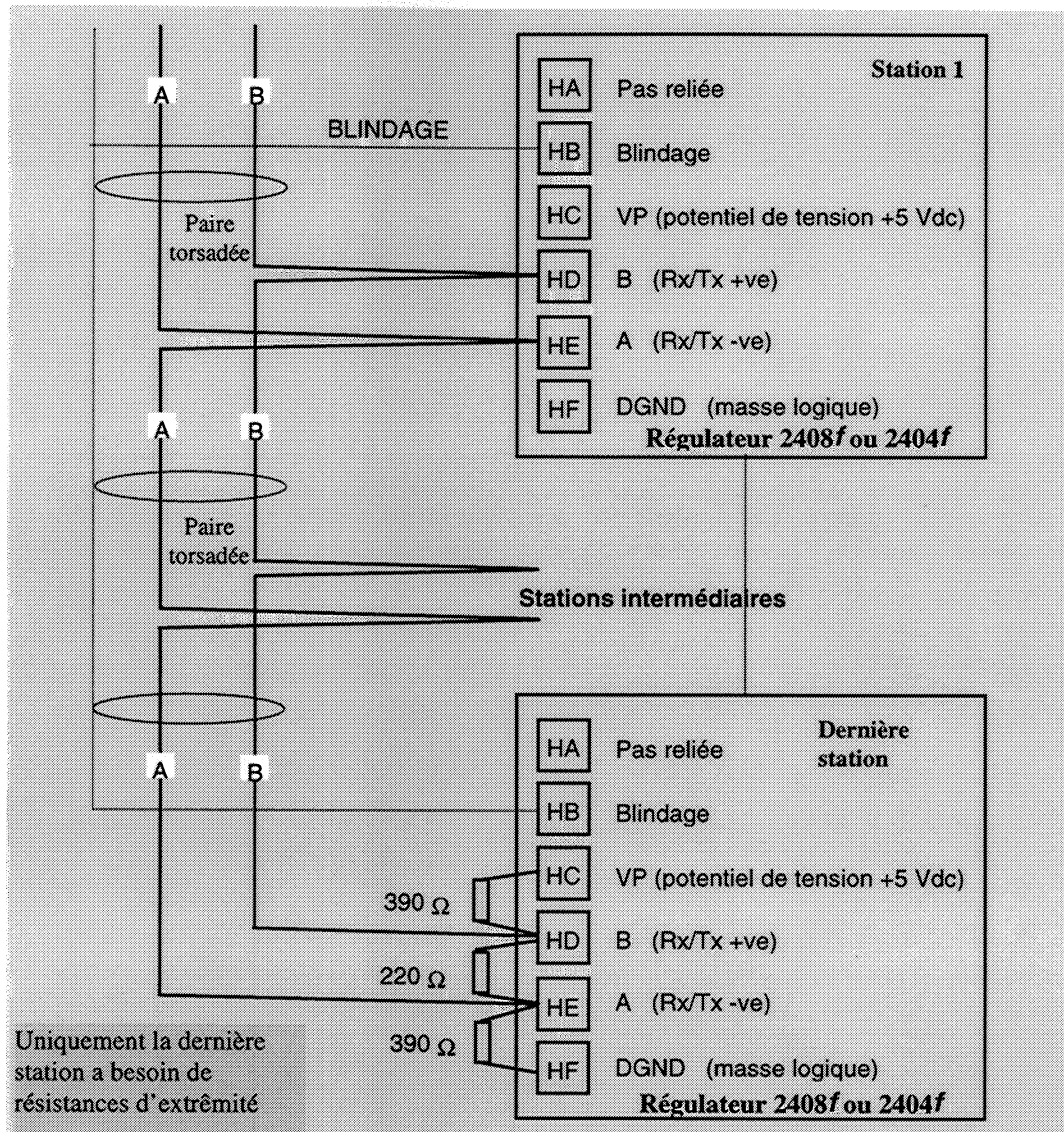 A B
BLINDAGE
Paire
torsadée
Station 1
HA Pas reliée
HB Blindage
HC VP (potentiel de tension +5 Vdc)
HD B (Rx/Tx +ve)
HE A (Rx/Tx -ve)
HF DGND (masse logique)
Régulateur 2408f ou 2404f
A B
Paire
torsadée
Stations intermédiaires
A B
Dernière
station
HA Pas reliée
HB Blindage
HC VP (potentiel de tension +5 Vdc)
390 Ω
HD B (Rx/Tx +ve)
220 Ω
HE A (Rx/Tx -ve)
390 Ω
HF DGND (masse logique)
Régulateur 2408f ou 2404f
Uniquement la dernière
station a besoin de
résistances d'extrêmité